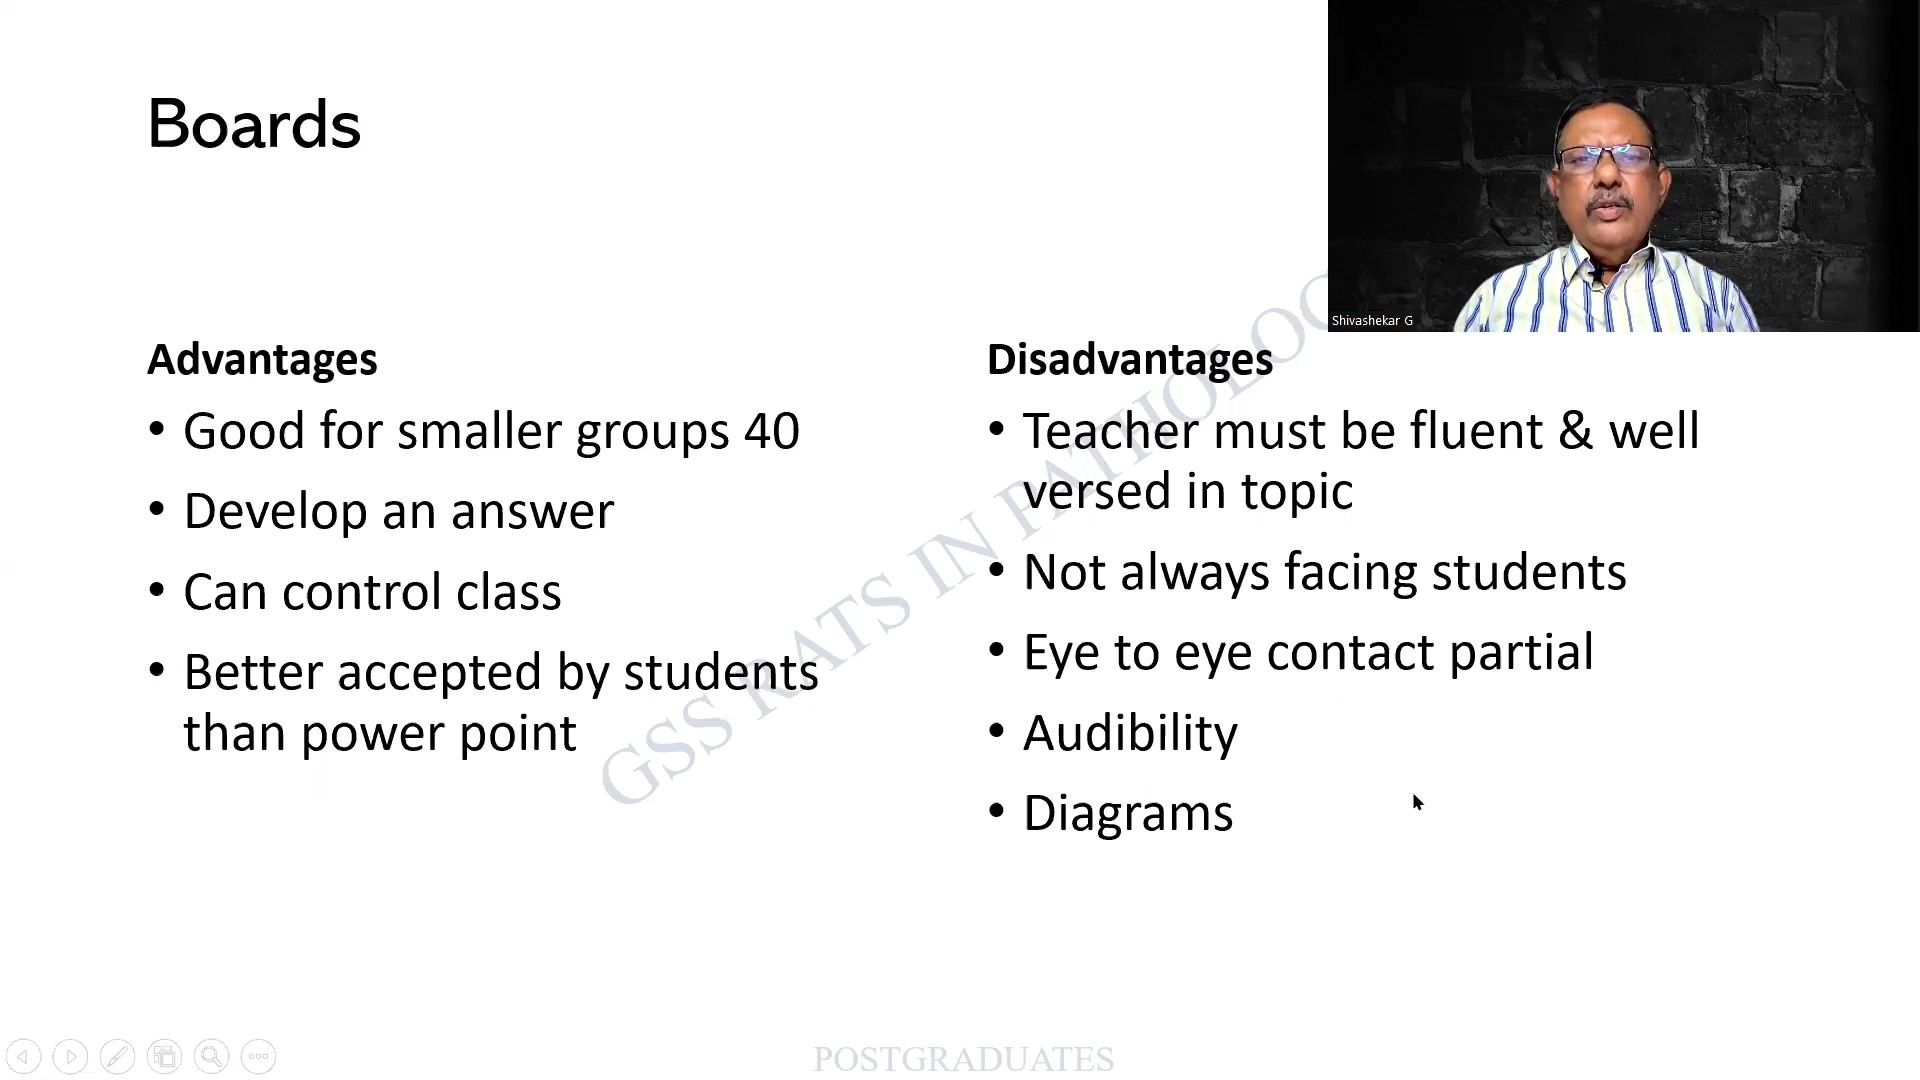 Boards
Shivashekar G
Advantages
• Good for smaller groups 40
• Develop an answer
• Can control class
• Better accepted by students
than power point
Disadvantages
• Teacher must be fluent & well
versed in topic
• Not always facing students
• Eye to eye contact partial
• Audibility
• Diagrams
GSS RATS IN PATHOLOG
POSTGRADUATES